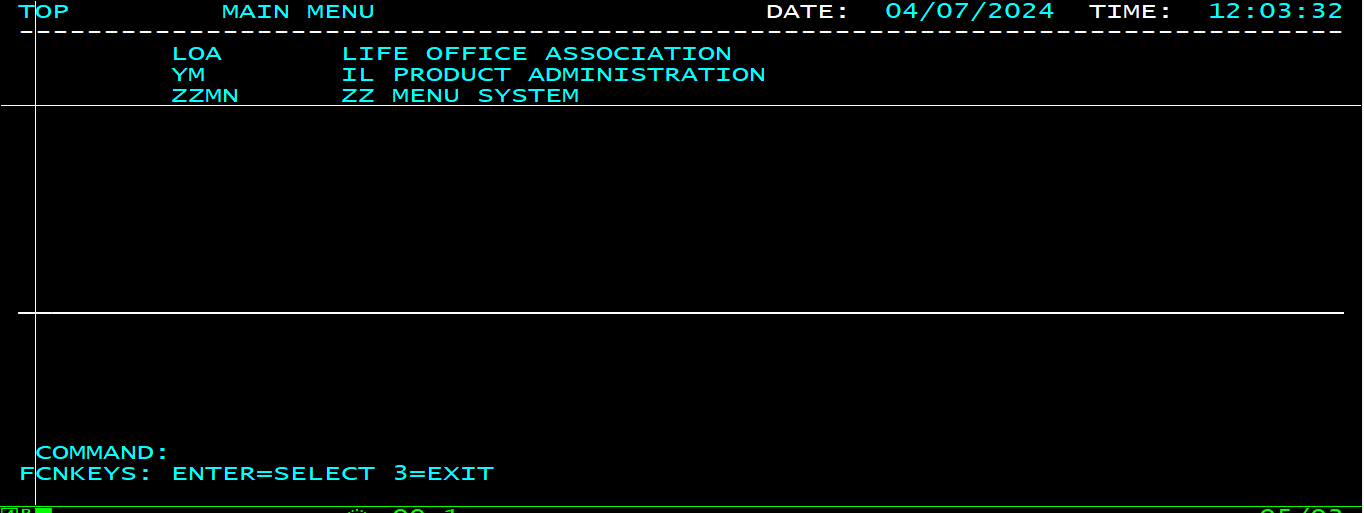 TOP MAIN MENU DATE: 04/07/2024 TIME: 12:03:32
--------------------------------------------------------------------------------
LOA LIFE OFFICE ASSOCIATION
YM IL PRODUCT ADMINISTRATION
ZZMN ZZ MENU SYSTEM
COMMAND:
FCNKEYS: ENTER=SELECT 3=EXIT